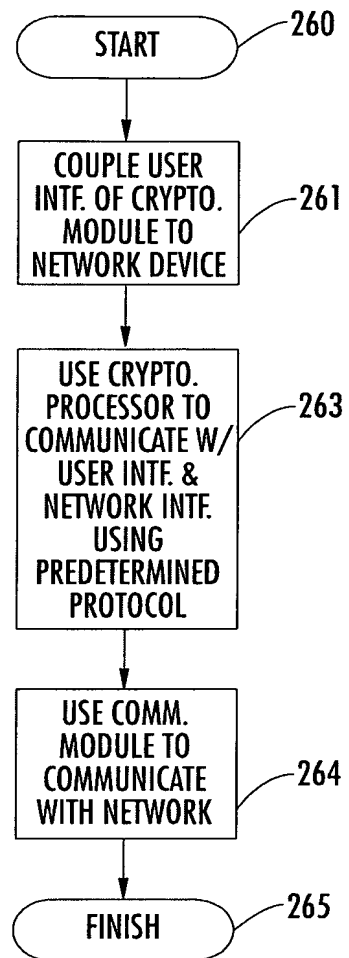 START
260
COUPLE USER
INTF. OF CRYPTO.
MODULE TO
NETWORK DEVICE
261
USE CRYPTO.
PROCESSOR TO
COMMUNICATE W/
USER INTF. &
NETWORK INTF.
USING
PREDETERMINED
PROTOCOL
263
USE COMM.
MODULE TO
COMMUNICATE
WITH NETWORK
264
FINISH
265